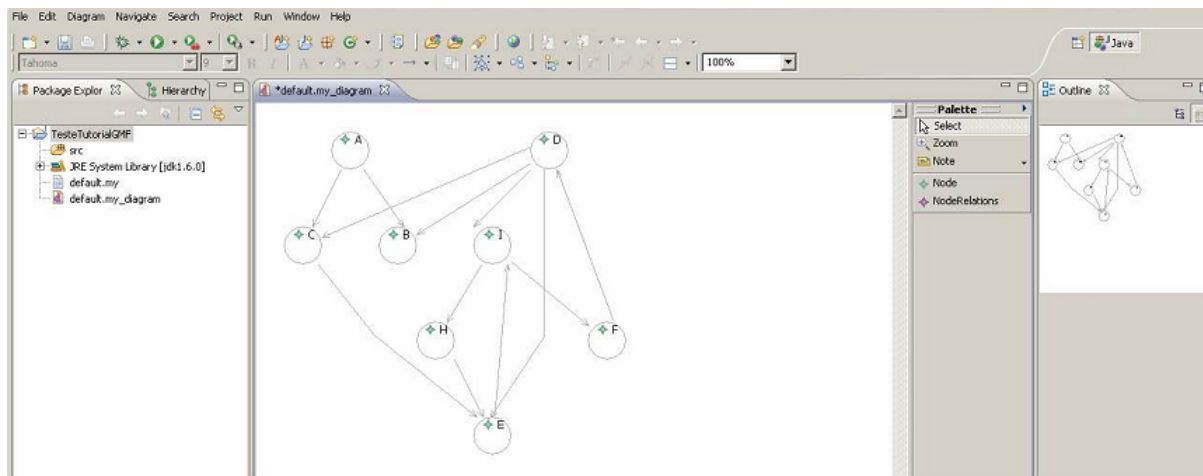 File Edit Diagram Navigate Search Project Run Window Help
Java
Tahoma 9 B I A 100%
Package Explor Hierarchy
*default.my_diagram
Outline
TesteTutorialGMF
src
JRE System Library [jdk1.6.0]
default.my
default.my_diagram
A
D
C
B
I
H
F
E
Palette
Select
Zoom
Note
Node
NodeRelations